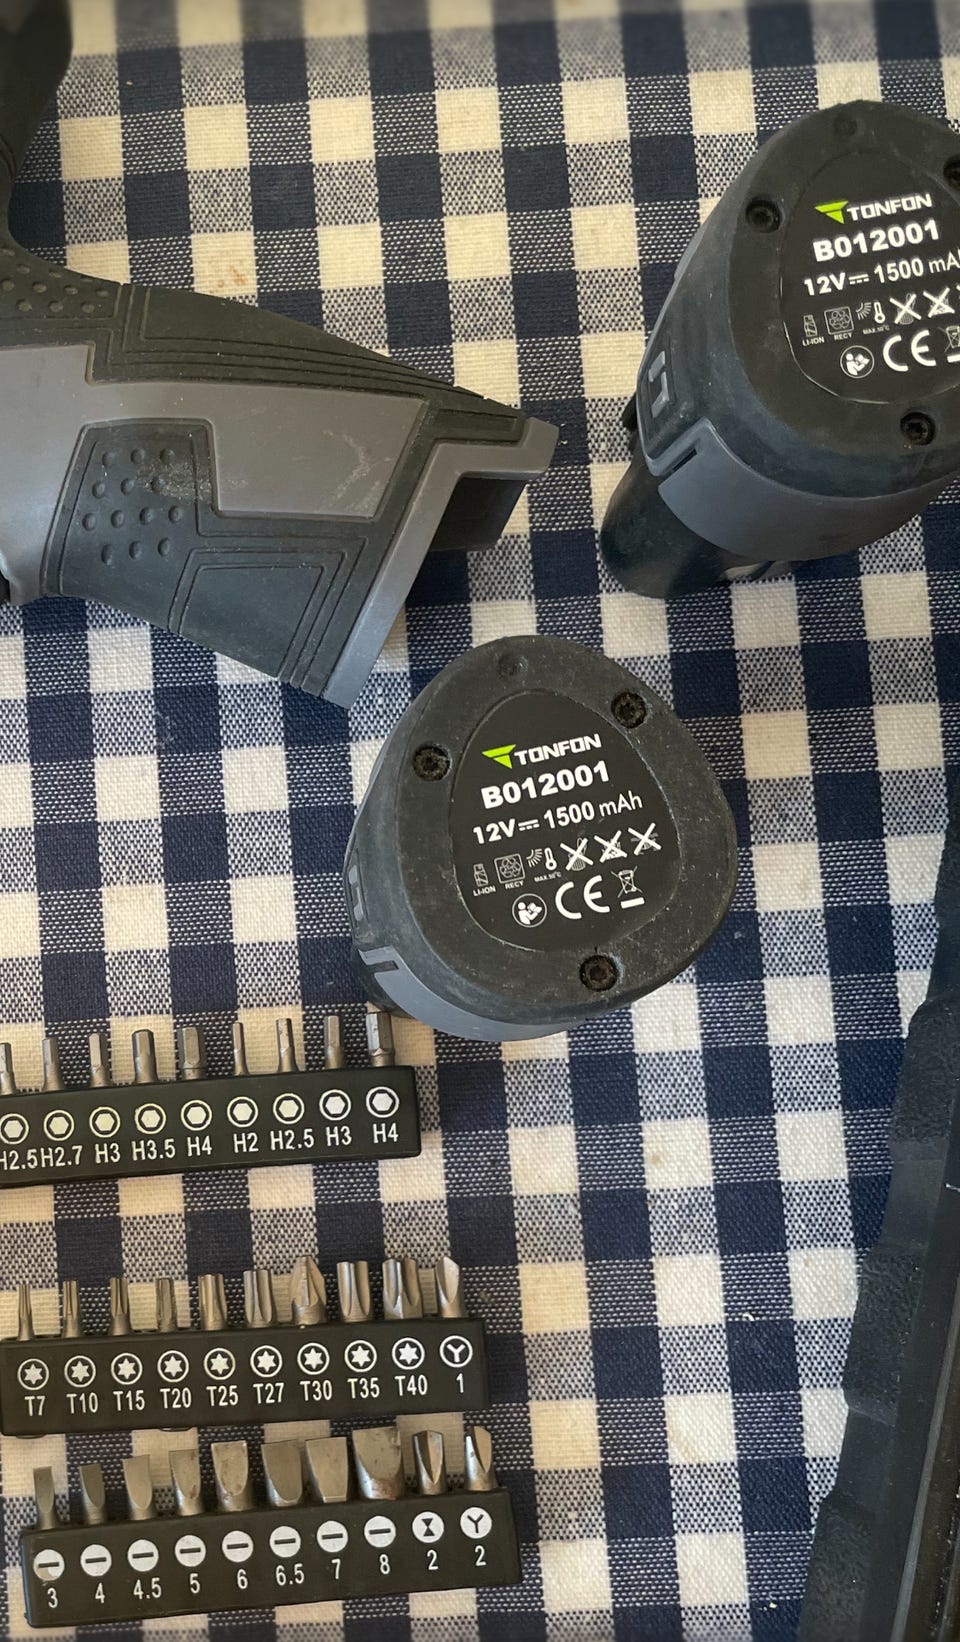 TONFON
B012001
12V 1500 mAh
LI-ION RECY MAX.50°C
CE
TONFON
B012001
12V 1500 mAh
LI-ION RECY MAX.50°C
CE
H2.5 H2.7 H3 H3.5 H4 H2 H2.5 H3 H4
T7 T10 T15 T20 T25 T27 T30 T35 T40 1
3 4 4.5 5 6 6.5 7 8 2 2